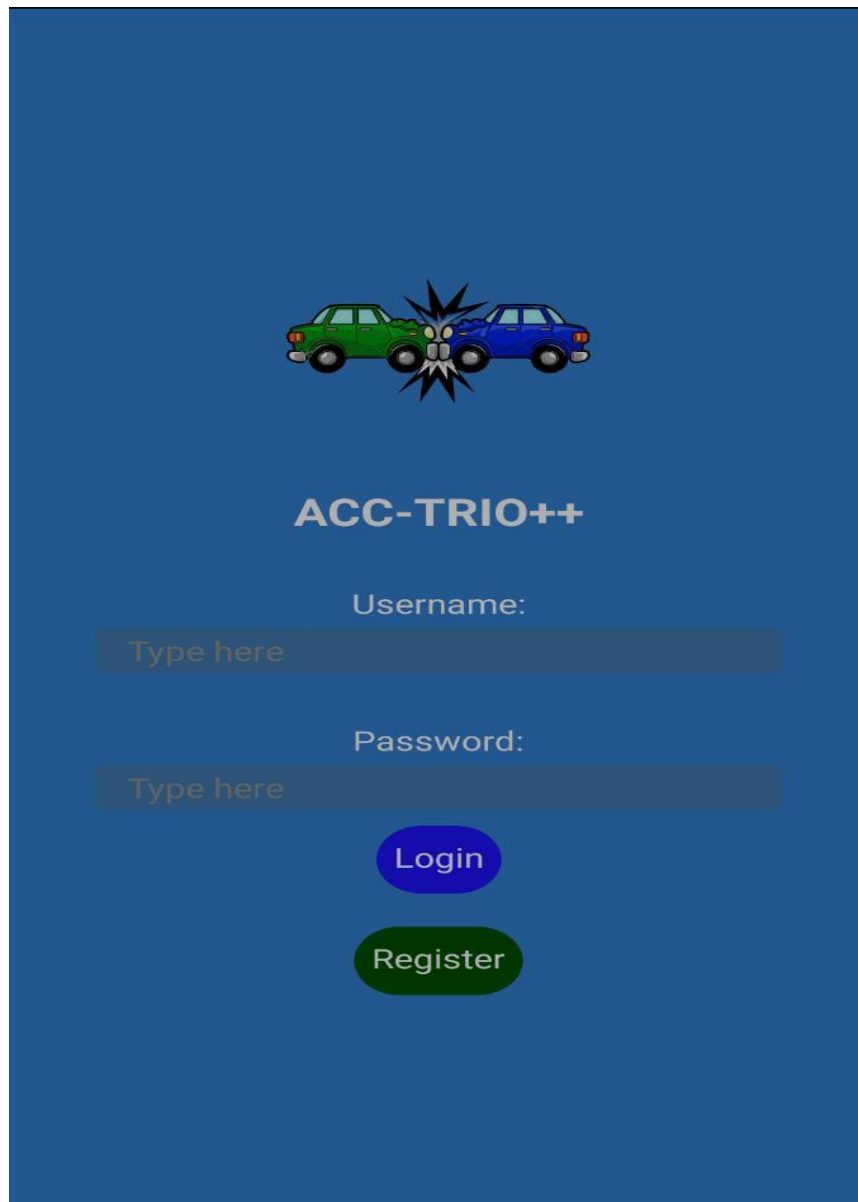 ACC-TRIO++
Username:
Type here
Password:
Type here
Login
Register